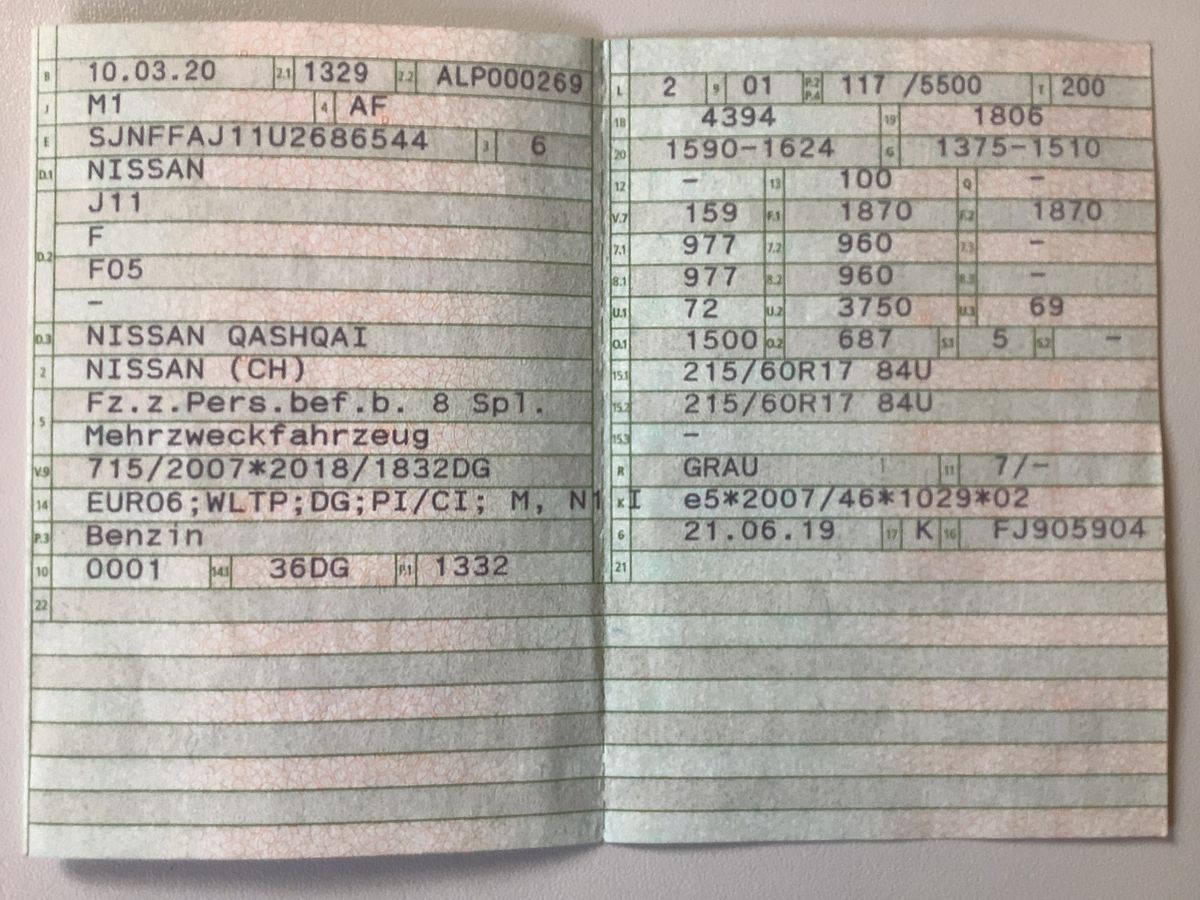 B 10.03.20 2.1 1329 2.2 ALP000269
J M1 4 AF
E SJNFFAJ11U2686544 3 6
D.1 NISSAN
J11
D.2 F
F05
–
D.3 NISSAN QASHQAI
2 NISSAN (CH)
5 Fz.z.Pers.bef.b. 8 Spl.
Mehrzweckfahrzeug
V.9 715/2007*2018/1832DG
14 EURO6;WLTP;DG;PI/CI; M, N1 I
P.3 Benzin
10 0001 14.1 36DG P.1 1332
22
L 2 9 01 P.2 P.4 117 /5500 T 200
18 4394 19 1806
20 1590-1624 G 1375-1510
12 – 13 100 Q –
V.7 159 F.1 1870 F.2 1870
7.1 977 7.2 960 7.3 –
8.1 977 8.2 960 8.3 –
U.1 72 U.2 3750 U.3 69
O.1 1500 O.2 687 S.1 5 S.2 –
15.1 215/60R17 84U
15.2 215/60R17 84U
15.3 –
R GRAU 11 7/–
K e5*2007/46*1029*02
6 21.06.19 17 K 16 FJ905904
21